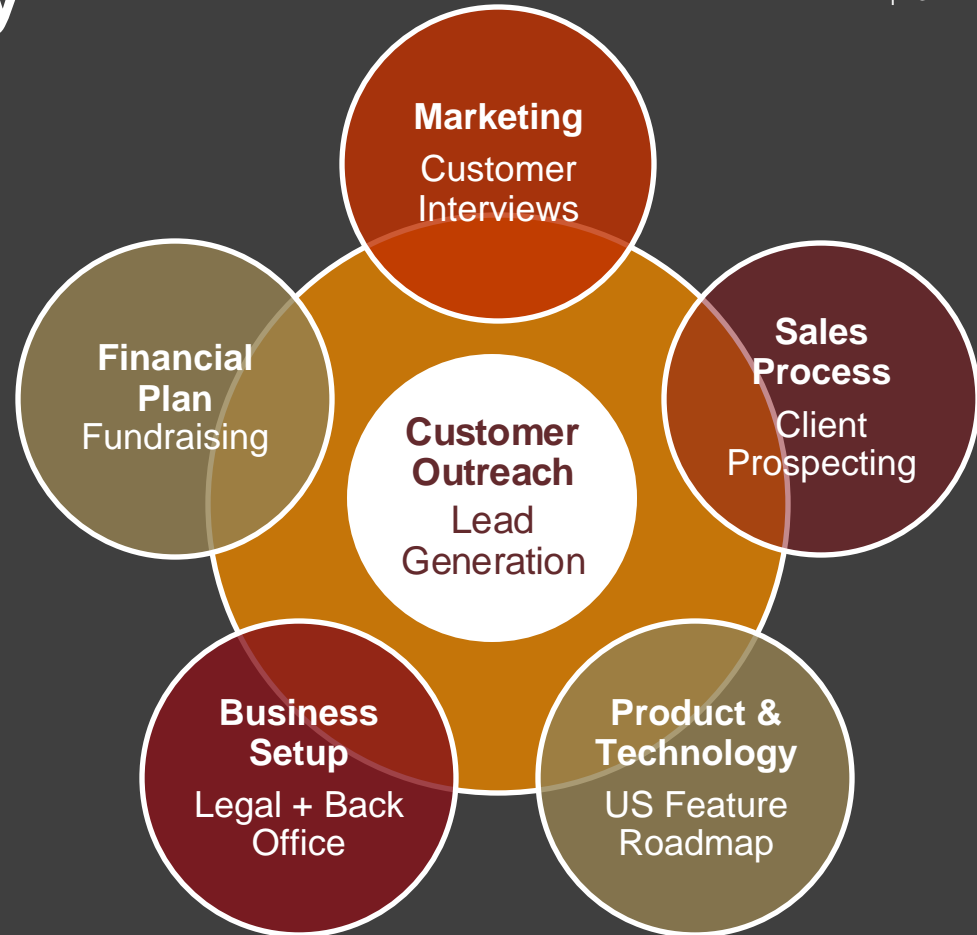 Marketing
Customer
Interviews
Sales
Process
Client
Prospecting
Financial
Plan
Fundraising
Customer
Outreach
Lead
Generation
Business
Setup
Legal + Back
Office
Product &
Technology
US Feature
Roadmap